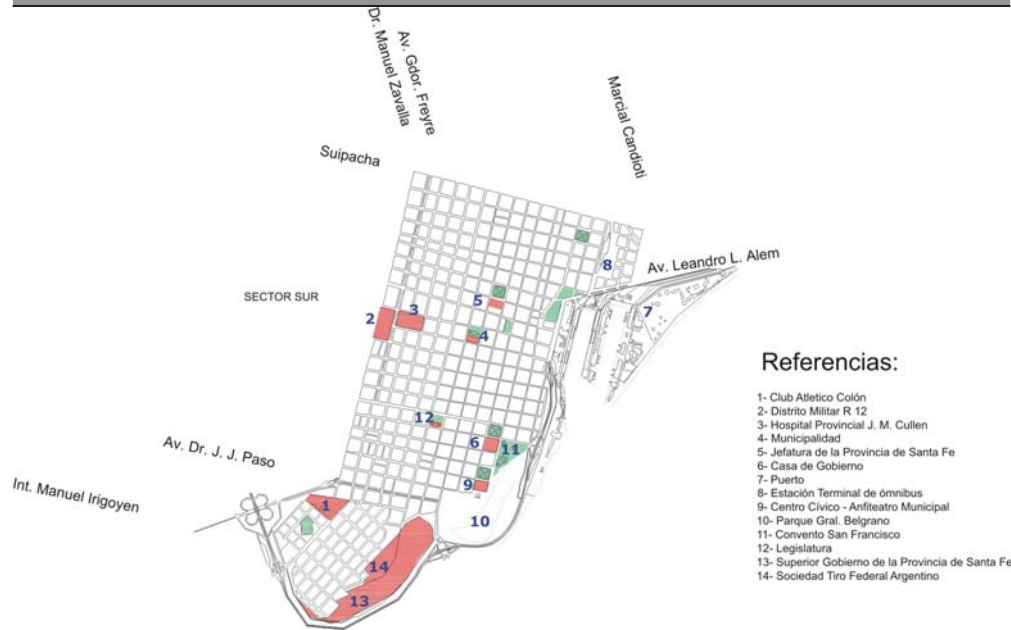 Dr. Manuel Zavalla
Av. Gdor. Freyre
Marcial Candioti
Suipacha
8
Av. Leandro L. Alem
SECTOR SUR
5
7
2
3
4
Referencias:
1- Club Atletico Colón
2- Distrito Militar R 12
3- Hospital Provincial J. M. Cullen
4- Municipalidad
5- Jefatura de la Provincia de Santa Fe
6- Casa de Gobierno
7- Puerto
8- Estación Terminal de ómnibus
9- Centro Cívico - Anfiteatro Municipal
10- Parque Gral. Belgrano
11- Convento San Francisco
12- Legislatura
13- Superior Gobierno de la Provincia de Santa Fe
14- Sociedad Tiro Federal Argentino
12
6
11
Av. Dr. J. J. Paso
9
Int. Manuel Irigoyen
1
10
14
13